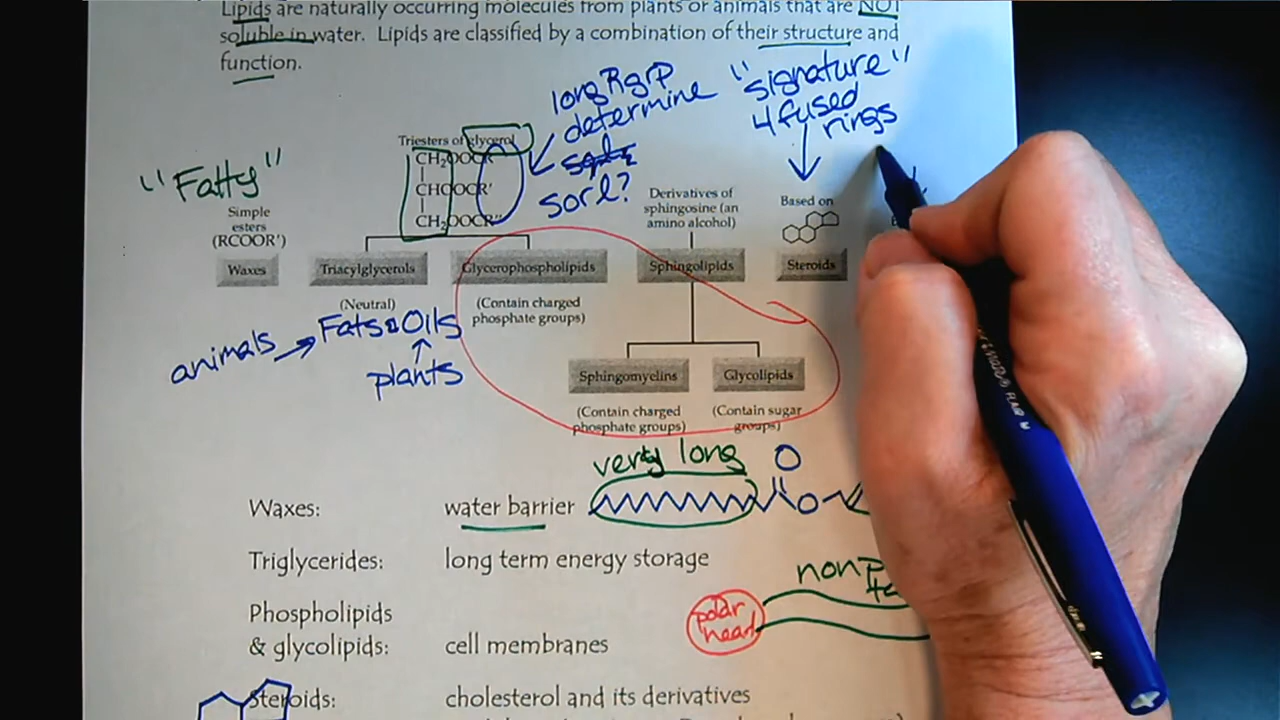 Lipids are naturally occurring molecules from plants or animals that are NOT
soluble in water. Lipids are classified by a combination of their structure and
function.
long R grp
determine
s or l?
"signature"
4 fused
rings
"Fatty"
Triesters of glycerol
CH₂OOCR
CHOOCR'
CH₂OOCR"
Simple
esters
(RCOOR')
Derivatives of
sphingosine (an
amino alcohol)
Based on
Waxes
Triacylglycerols
Glycerophospholipids
Sphingolipids
Steroids
(Neutral)
(Contain charged
phosphate groups)
animals → Fats & Oils
plants
Sphingomyelins
Glycolipids
(Contain charged
phosphate groups)
(Contain sugar
groups)
very long
O
O
Waxes: water barrier
Triglycerides: long term energy storage
nonp
polar
head
Phospholipids
& glycolipids: cell membranes
Steroids: cholesterol and its derivatives